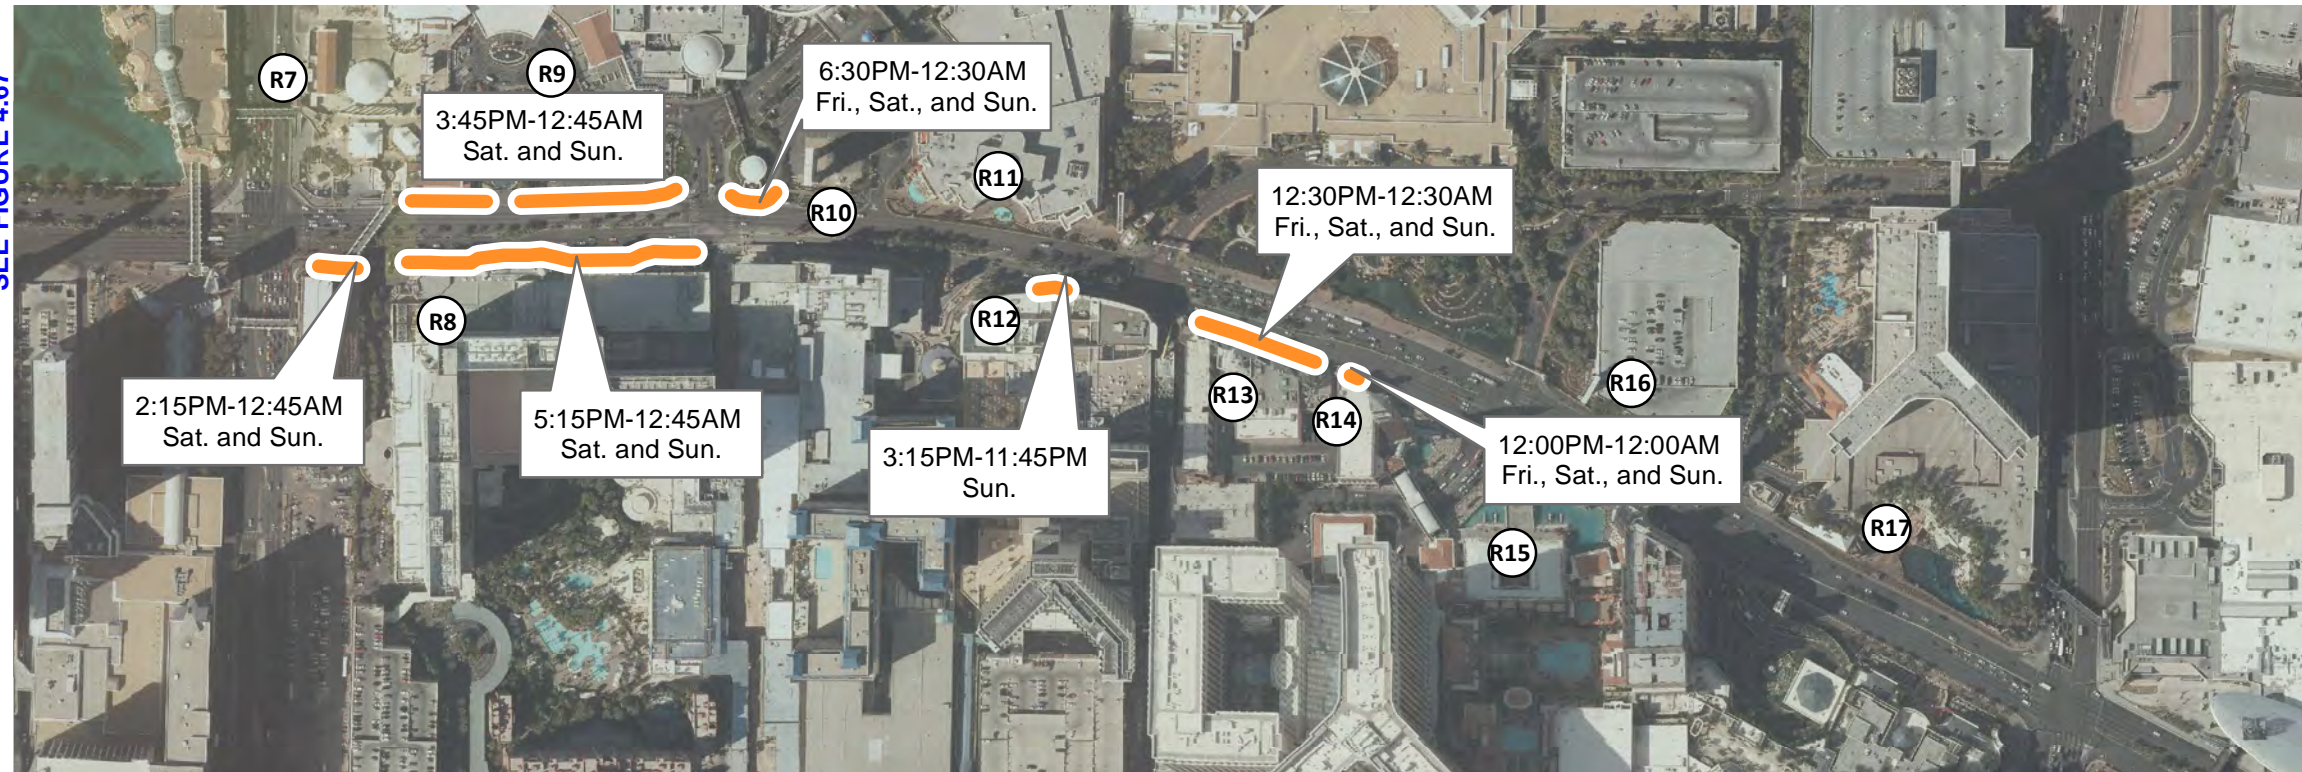 SEE FIGURE 4.67
R7
R9
6:30PM-12:30AM
Fri., Sat., and Sun.
3:45PM-12:45AM
Sat. and Sun.
R11
R10
12:30PM-12:30AM
Fri., Sat., and Sun.
R8
R12
2:15PM-12:45AM
Sat. and Sun.
5:15PM-12:45AM
Sat. and Sun.
3:15PM-11:45PM
Sun.
R13
R14
R16
12:00PM-12:00AM
Fri., Sat., and Sun.
R15
R17